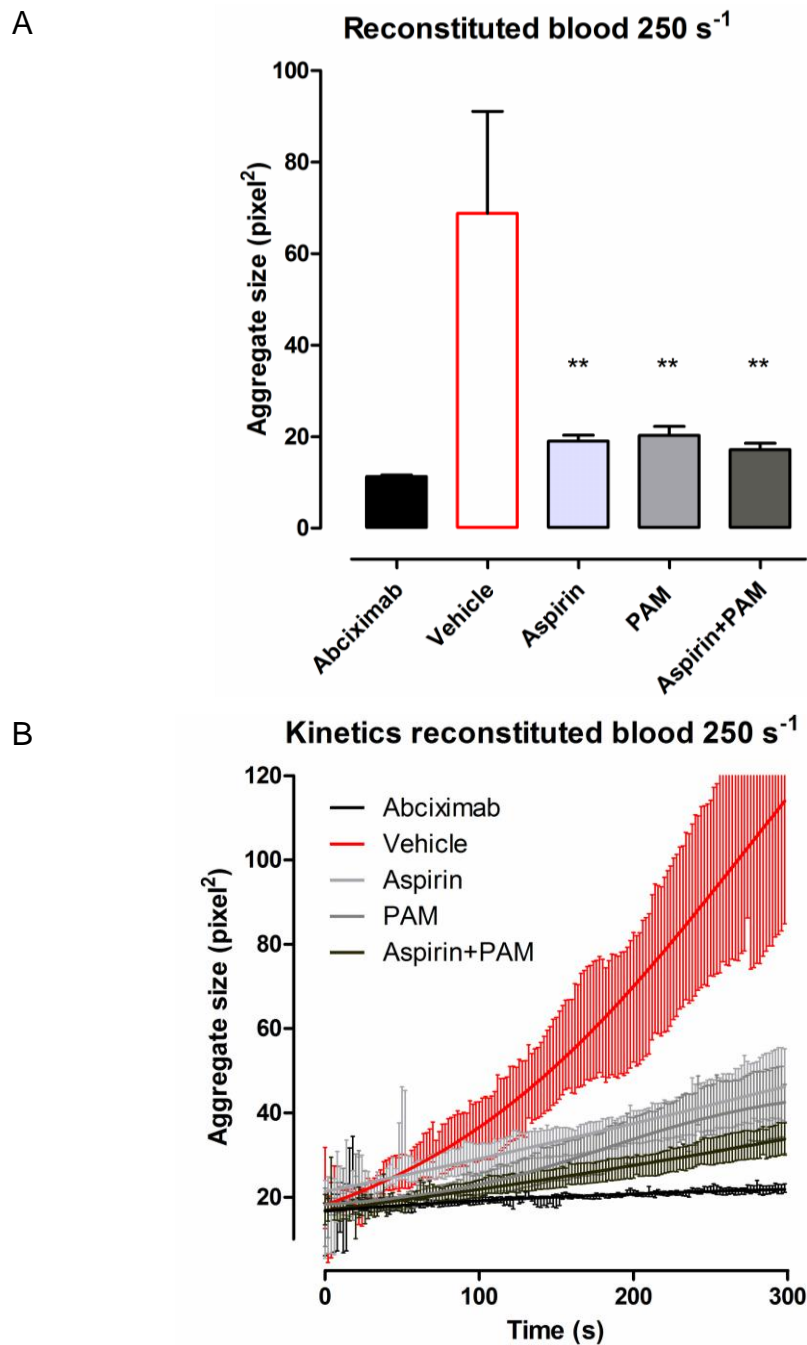 A
Reconstituted blood 250 s⁻¹
Aggregate size (pixel²)
100
80
60
40
20
0
** ** **
Abciximab
Vehicle
Aspirin
PAM
Aspirin+PAM
B
Kinetics reconstituted blood 250 s⁻¹
Aggregate size (pixel²)
120
100
80
60
40
20
Abciximab
Vehicle
Aspirin
PAM
Aspirin+PAM
0 100 200 300
Time (s)